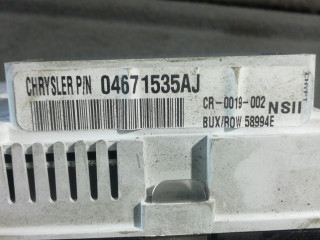 CHRYSLER P/N 04671535AJ
CR-0019-002 NSII
BUX/ROW 58994E